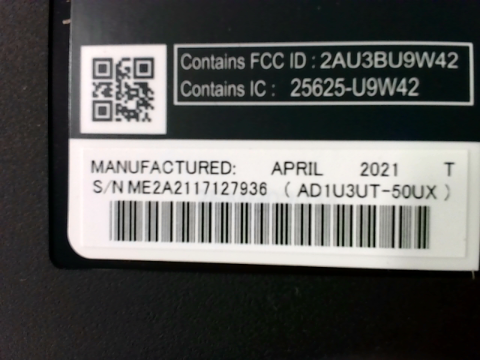 Contains FCC ID : 2AU3BU9W42
Contains IC : 25625-U9W42
MANUFACTURED: APRIL 2021 T
S/N ME2A2117127936 ( AD1U3UT-50UX )